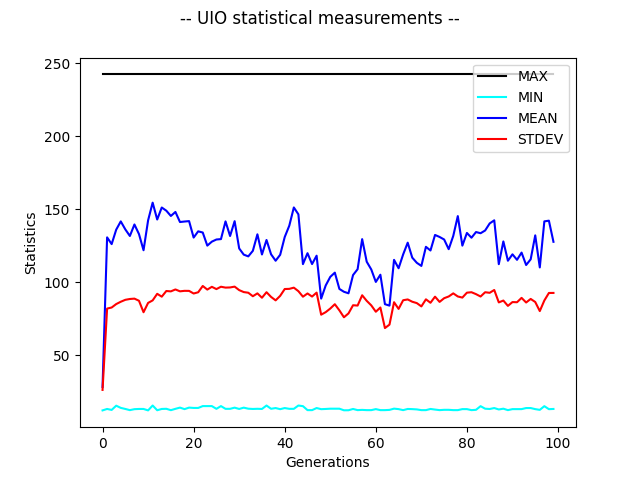 -- UIO statistical measurements --
250
200
150
100
50
0
20
40
60
80
100
Statistics
Generations
MAX
MIN
MEAN
STDEV